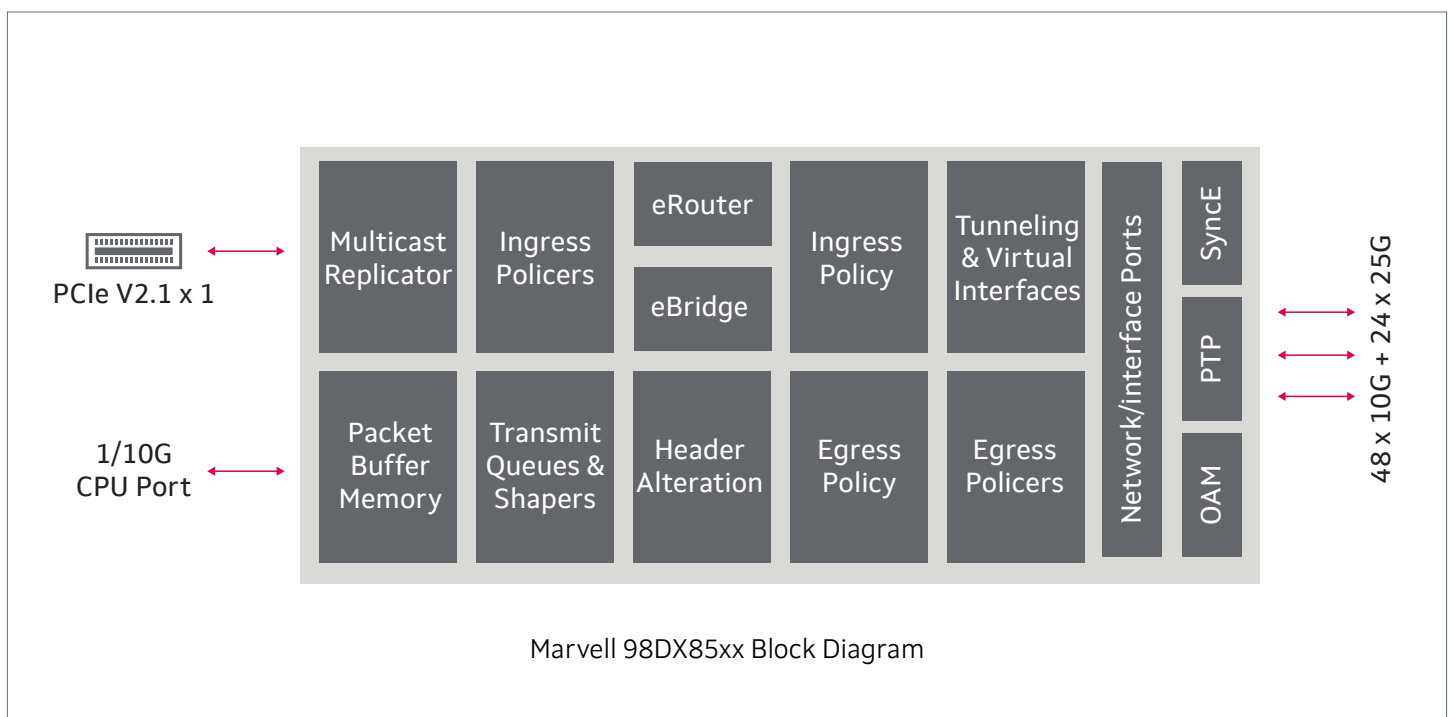 PCIe V2.1 x 1
1/10G
CPU Port
Multicast
Replicator
Ingress
Policers
eRouter
eBridge
Ingress
Policy
Tunneling
& Virtual
Interfaces
Packet
Buffer
Memory
Transmit
Queues &
Shapers
Header
Alteration
Egress
Policy
Egress
Policers
Network/interface Ports
SyncE
PTP
OAM
48 x 10G + 24 x 25G
Marvell 98DX85xx Block Diagram